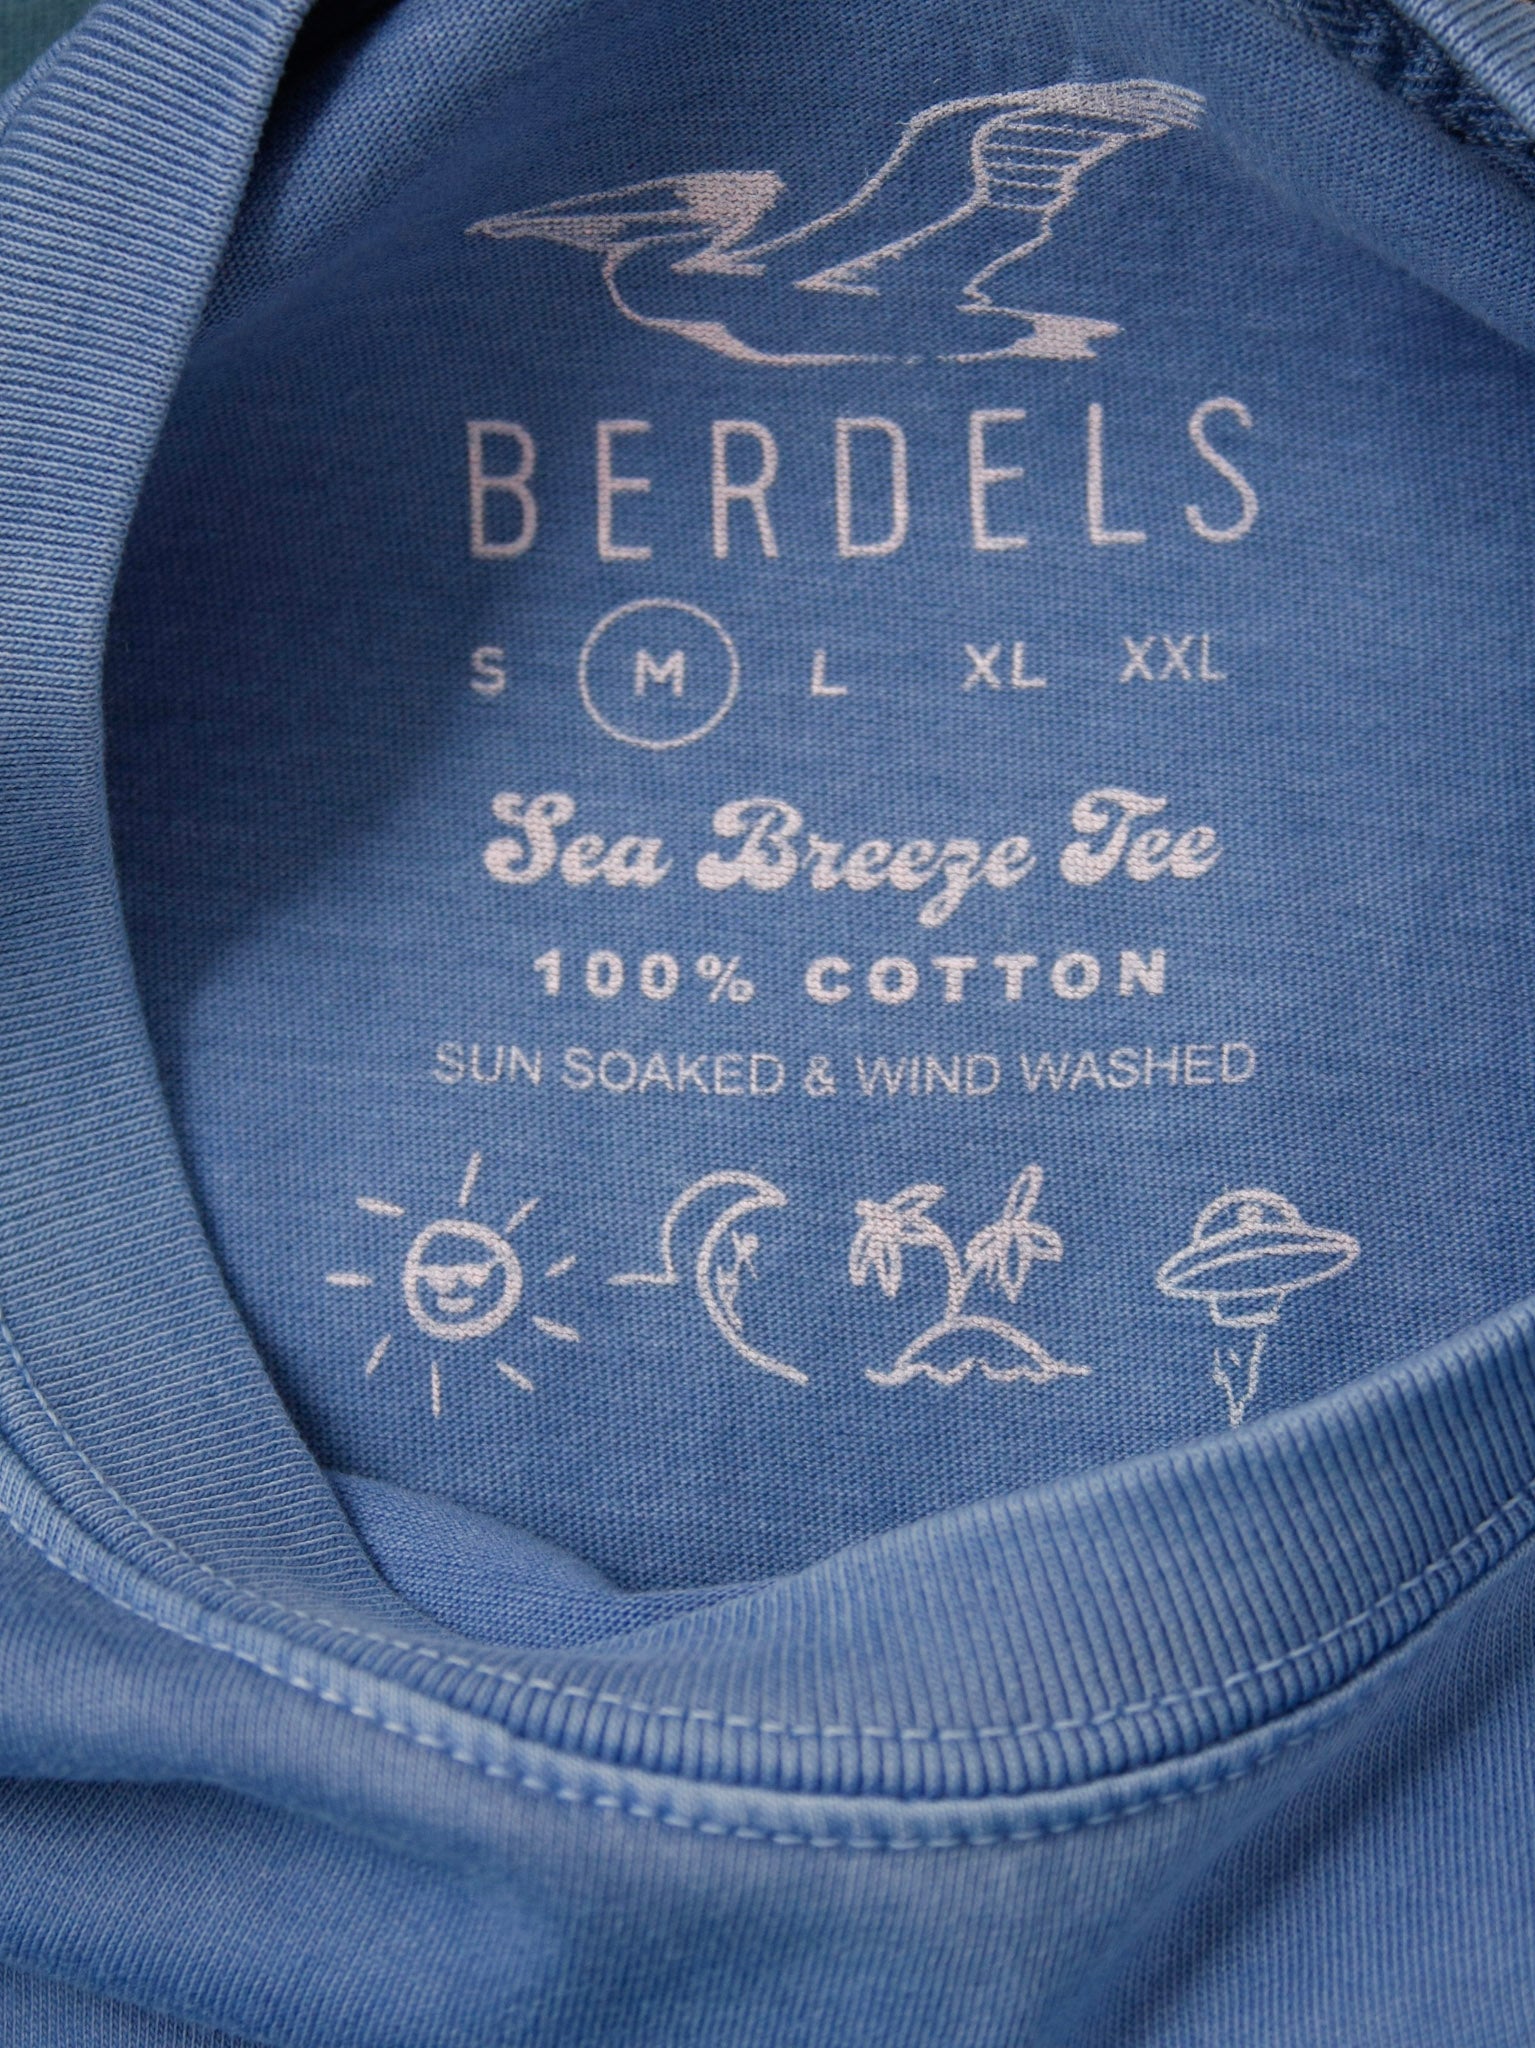 BERDELS
S M L XL XXL
Sea Breeze Tee
100% COTTON
SUN SOAKED & WIND WASHED